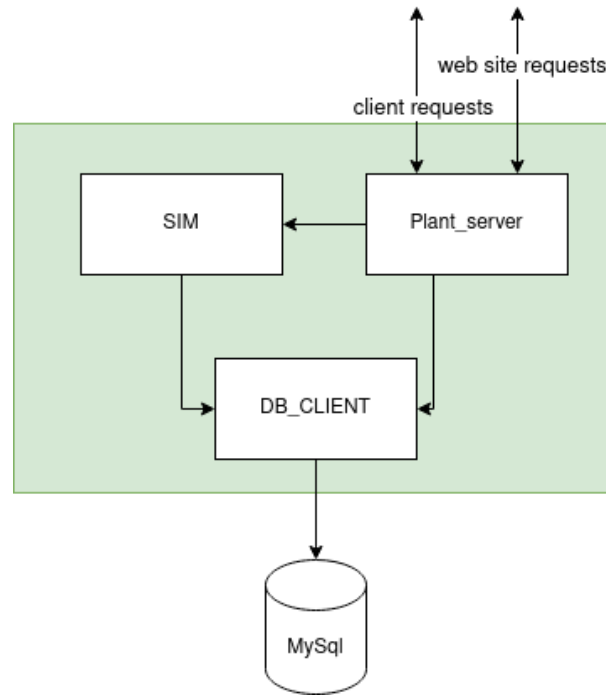 web site requests
client requests
SIM
Plant_server
DB_CLIENT
MySql